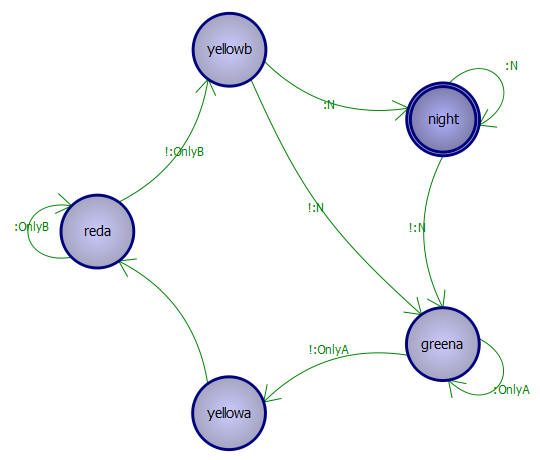 yellowb
:N
:N
night
!:OnlyB
!:N
:OnlyB
reda
!:N
greena
!:OnlyA
:OnlyA
yellowa